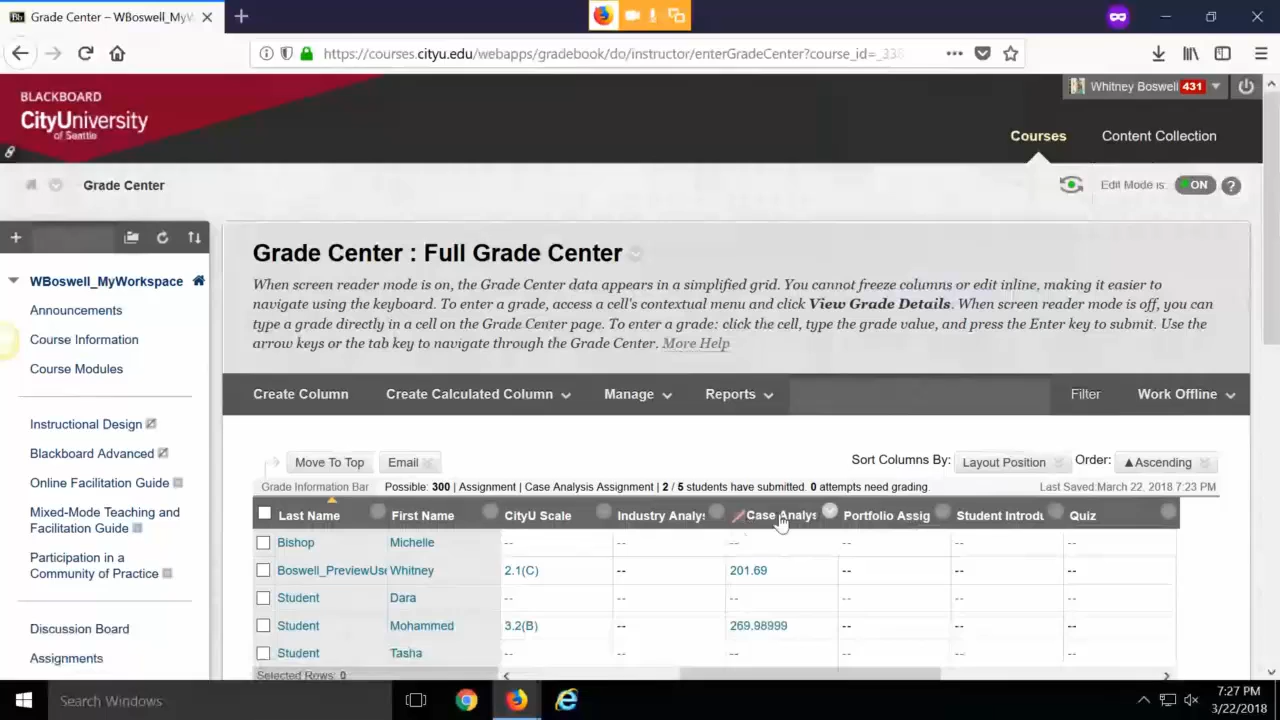 Grade Center – WBoswell_MyW
https://courses.cityu.edu/webapps/gradebook/do/instructor/enterGradeCenter?course_id=_338
BLACKBOARD
CityUniversity
of Seattle
Whitney Boswell 431
Courses
Content Collection
Grade Center
Edit Mode is: ON ?
WBoswell_MyWorkspace
Announcements
Course Information
Course Modules
Instructional Design
Blackboard Advanced
Online Facilitation Guide
Mixed-Mode Teaching and
Facilitation Guide
Participation in a
Community of Practice
Discussion Board
Assignments
Grade Center : Full Grade Center
When screen reader mode is on, the Grade Center data appears in a simplified grid. You cannot freeze columns or edit inline, making it easier to
navigate using the keyboard. To enter a grade, access a cell's contextual menu and click View Grade Details. When screen reader mode is off, you can
type a grade directly in a cell on the Grade Center page. To enter a grade: click the cell, type the grade value, and press the Enter key to submit. Use the
arrow keys or the tab key to navigate through the Grade Center. More Help
Create Column Create Calculated Column Manage Reports Filter Work Offline
Move To Top Email Sort Columns By: Layout Position Order: ▲Ascending
Grade Information Bar Possible: 300 | Assignment | Case Analysis Assignment | 2 / 5 students have submitted. 0 attempts need grading. Last Saved:March 22, 2018 7:23 PM
Last Name First Name CityU Scale Industry Analys Case Analys Portfolio Assig Student Introdu Quiz
Bishop Michelle -- -- -- -- -- --
Boswell_PreviewUse Whitney 2.1(C) -- 201.69 -- -- --
Student Dara -- -- -- -- -- --
Student Mohammed 3.2(B) -- 269.98999 -- -- --
Student Tasha -- -- -- -- -- --
Selected Rows: 0
Search Windows
7:27 PM
3/22/2018